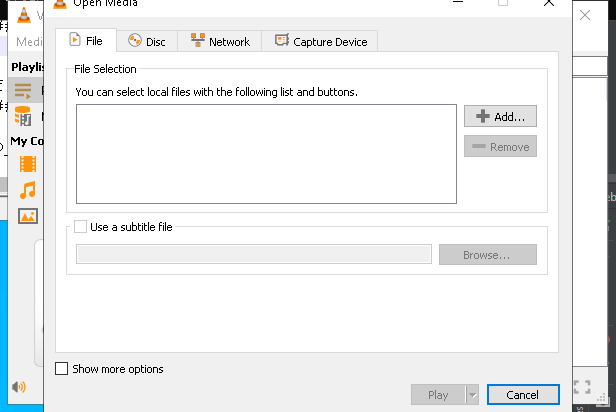 Open Media
Medi
File
Disc
Network
Capture Device
Playlis
My Co
File Selection
You can select local files with the following list and buttons.
Add...
Remove
Use a subtitle file
Browse...
Show more options
Play
Cancel